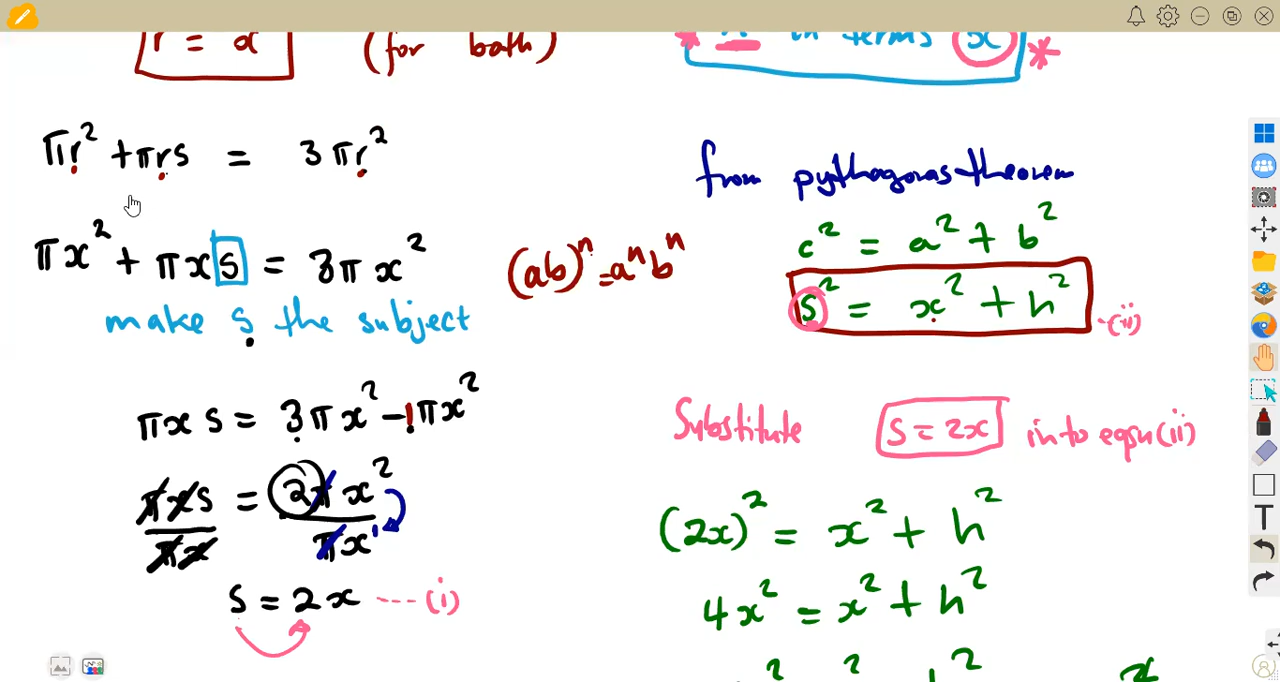 r = x (for both)
πr² + πrs = 3πr²
πx² + πxs = 3πx²
make s the subject
πxs = 3πx² - 1πx²
πxs = 2πx²
πx πx¹
s = 2x ---- (i)
(ab)ⁿ = aⁿbⁿ
* h in terms x *
from pythagoras theorem
c² = a² + b²
s² = x² + h² --(ii)
Substitute s = 2x into eqn (ii)
(2x)² = x² + h²
4x² = x² + h²